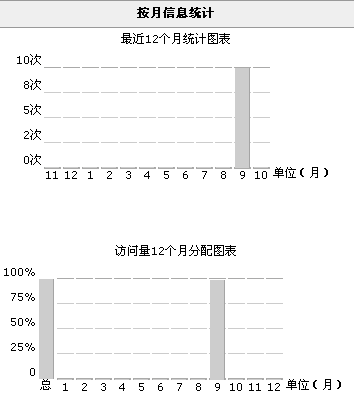 按月信息统计
最近12个月统计图表
10次
8次
5次
2次
0次
11 12 1 2 3 4 5 6 7 8 9 10 单位(月)
访问量12个月分配图表
100%
75%
50%
25%
0
总 1 2 3 4 5 6 7 8 9 10 11 12 单位(月)